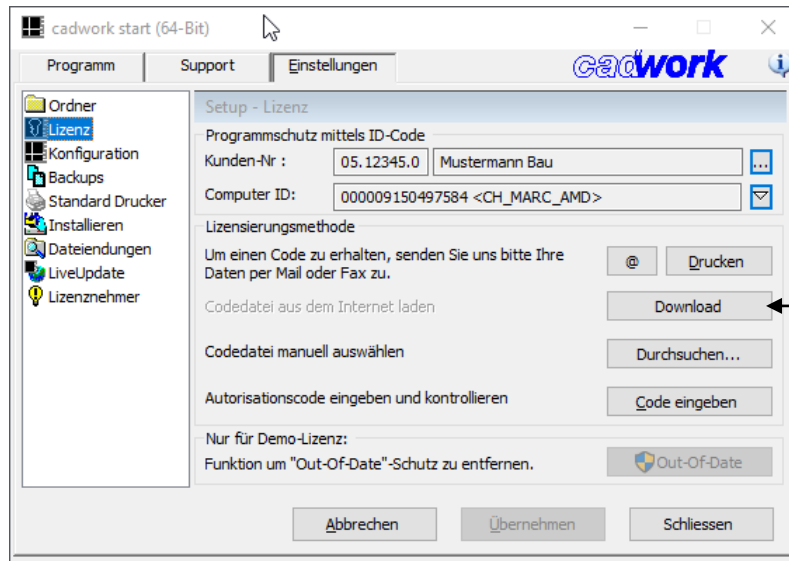 cadwork start (64-Bit)
Programm Support Einstellungen cadwork
Ordner
Lizenz
Konfiguration
Backups
Standard Drucker
Installieren
Dateiendungen
LiveUpdate
Lizenznehmer
Setup - Lizenz
Programmschutz mittels ID-Code
Kunden-Nr : 05.12345.0 Mustermann Bau ...
Computer ID: 000009150497584 <CH_MARC_AMD>
Lizensierungsmethode
Um einen Code zu erhalten, senden Sie uns bitte Ihre
Daten per Mail oder Fax zu. @ Drucken
Codedatei aus dem Internet laden Download
Codedatei manuell auswählen Durchsuchen...
Autorisationscode eingeben und kontrollieren Code eingeben
Nur für Demo-Lizenz:
Funktion um "Out-Of-Date"-Schutz zu entfernen. Out-Of-Date
Abbrechen Übernehmen Schliessen